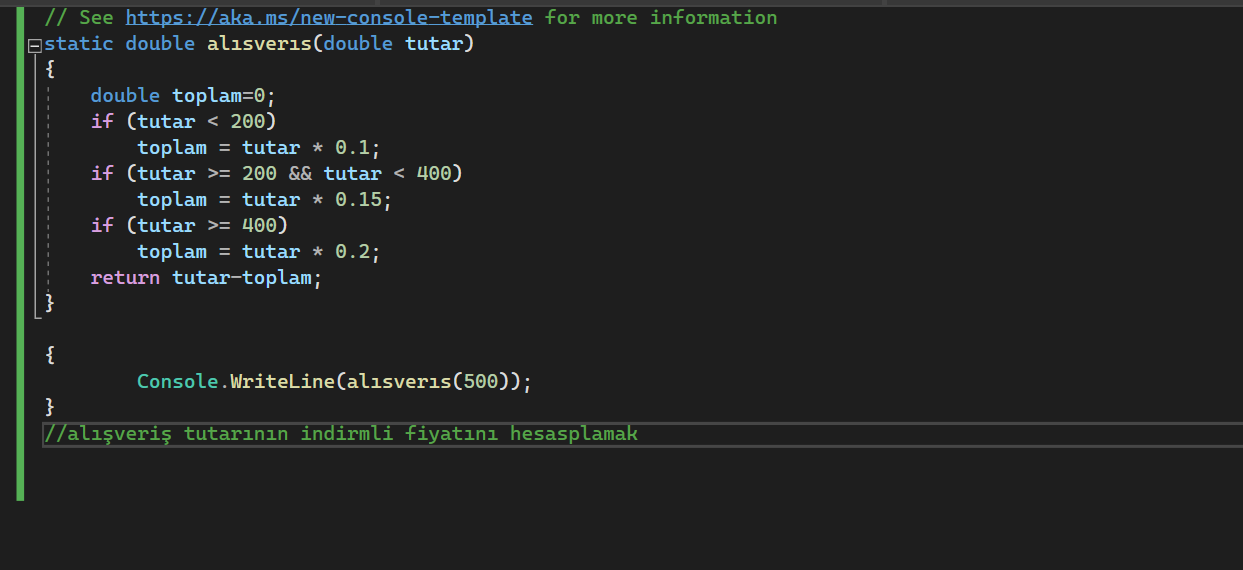 // See https://aka.ms/new-console-template for more information
static double alısverıs(double tutar)
{
    double toplam=0;
    if (tutar < 200)
        toplam = tutar * 0.1;
    if (tutar >= 200 && tutar < 400)
        toplam = tutar * 0.15;
    if (tutar >= 400)
        toplam = tutar * 0.2;
    return tutar-toplam;
}
{
        Console.WriteLine(alısverıs(500));
}
//alışveriş tutarının indirmli fiyatını hesasplamak